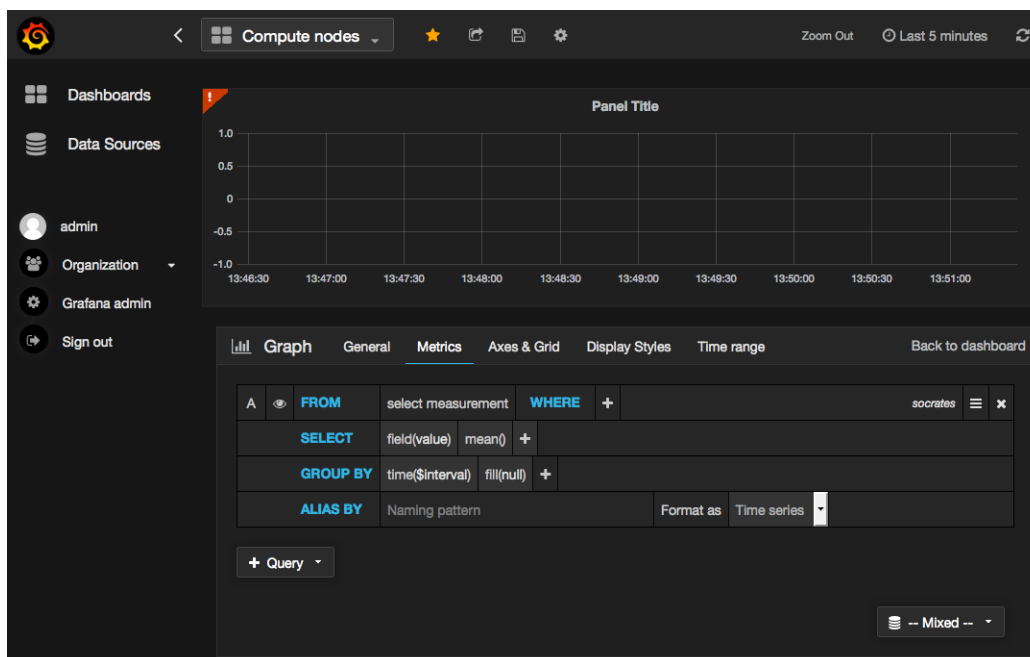 Compute nodes
Zoom Out Last 5 minutes
Dashboards
Data Sources
admin
Organization
Grafana admin
Sign out
!
Panel Title
1.0
0.5
0
-0.5
-1.0
13:46:30 13:47:00 13:47:30 13:48:00 13:48:30 13:49:00 13:49:30 13:50:00 13:50:30 13:51:00
Graph General Metrics Axes & Grid Display Styles Time range Back to dashboard
A FROM select measurement WHERE + socrates
SELECT field(value) mean() +
GROUP BY time($interval) fill(null) +
ALIAS BY Naming pattern Format as Time series
+ Query
-- Mixed --